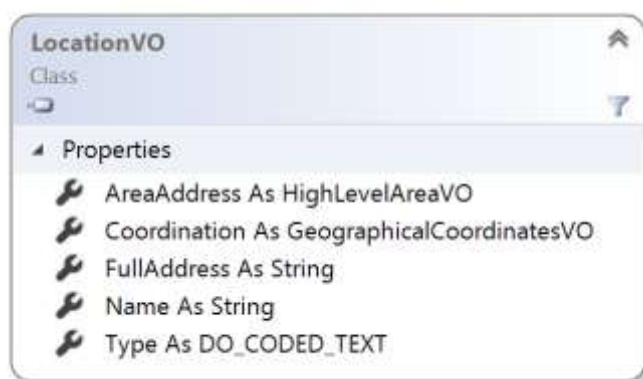 LocationVO
Class
Properties
AreaAddress As HighLevelAreaVO
Coordination As GeographicalCoordinatesVO
FullAddress As String
Name As String
Type As DO_CODED_TEXT